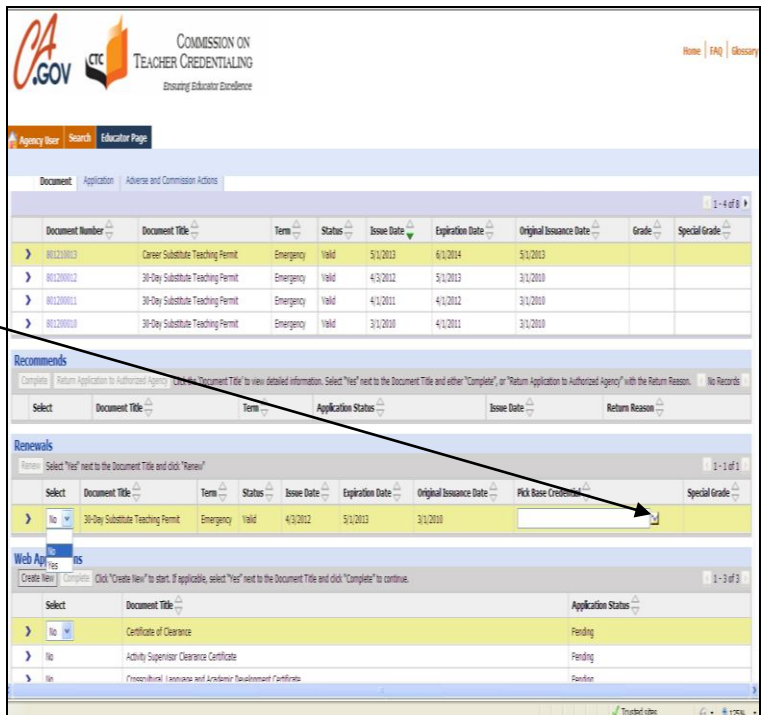 CA.GOV
CTC
COMMISSION ON
TEACHER CREDENTIALING
Ensuring Educator Excellence
Home | FAQ | Glossary
Agency User Search Educator Page
Document Application Adverse and Commission Actions
1 - 4 of 8
Document Number Document Title Term Status Issue Date Expiration Date Original Issuance Date Grade Special Grade
801210013 Career Substitute Teaching Permit Emergency Valid 5/1/2013 6/1/2014 5/1/2013
801200012 30-Day Substitute Teaching Permit Emergency Valid 4/3/2012 5/1/2013 3/1/2010
801200011 30-Day Substitute Teaching Permit Emergency Valid 4/1/2011 4/1/2012 3/1/2010
801200010 30-Day Substitute Teaching Permit Emergency Valid 3/1/2010 4/1/2011 3/1/2010
Recommends
Complete Return Application to Authorized Agency Click the "Document Title" to view detailed information. Select "Yes" next to the Document Title and either "Complete", or "Return Application to Authorized Agency" with the Return Reason. No Records
Select Document Title Term Application Status Issue Date Return Reason
Renewals
Renew Select "Yes" next to the Document Title and click "Renew" 1 - 1 of 1
Select Document Title Term Status Issue Date Expiration Date Original Issuance Date Pick Base Credential Special Grade
No 30-Day Substitute Teaching Permit Emergency Valid 4/3/2012 5/1/2013 3/1/2010
No
Yes
Create New Complete Click "Create New" to start. If applicable, select "Yes" next to the Document Title and click "Complete" to continue. 1 - 3 of 3
Select Document Title Application Status
No Certificate of Clearance Pending
No Activity Supervisor Clearance Certificate Pending
No Crosscultural, Language and Academic Development Certificate Pending
Trusted sites 125%